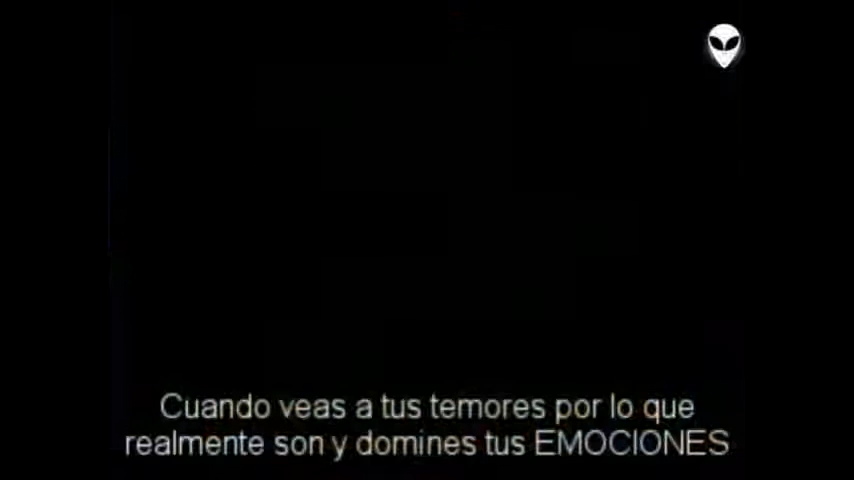 Cuando veas a tus temores por lo que
realmente son y domines tus EMOCIONES